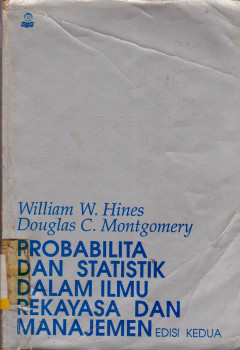 William W. Hines
Douglas C. Montgomery
PROBABILITA
DAN STATISTIK
DALAM ILMU
REKAYASA DAN
MANAJEMEN EDISI KEDUA